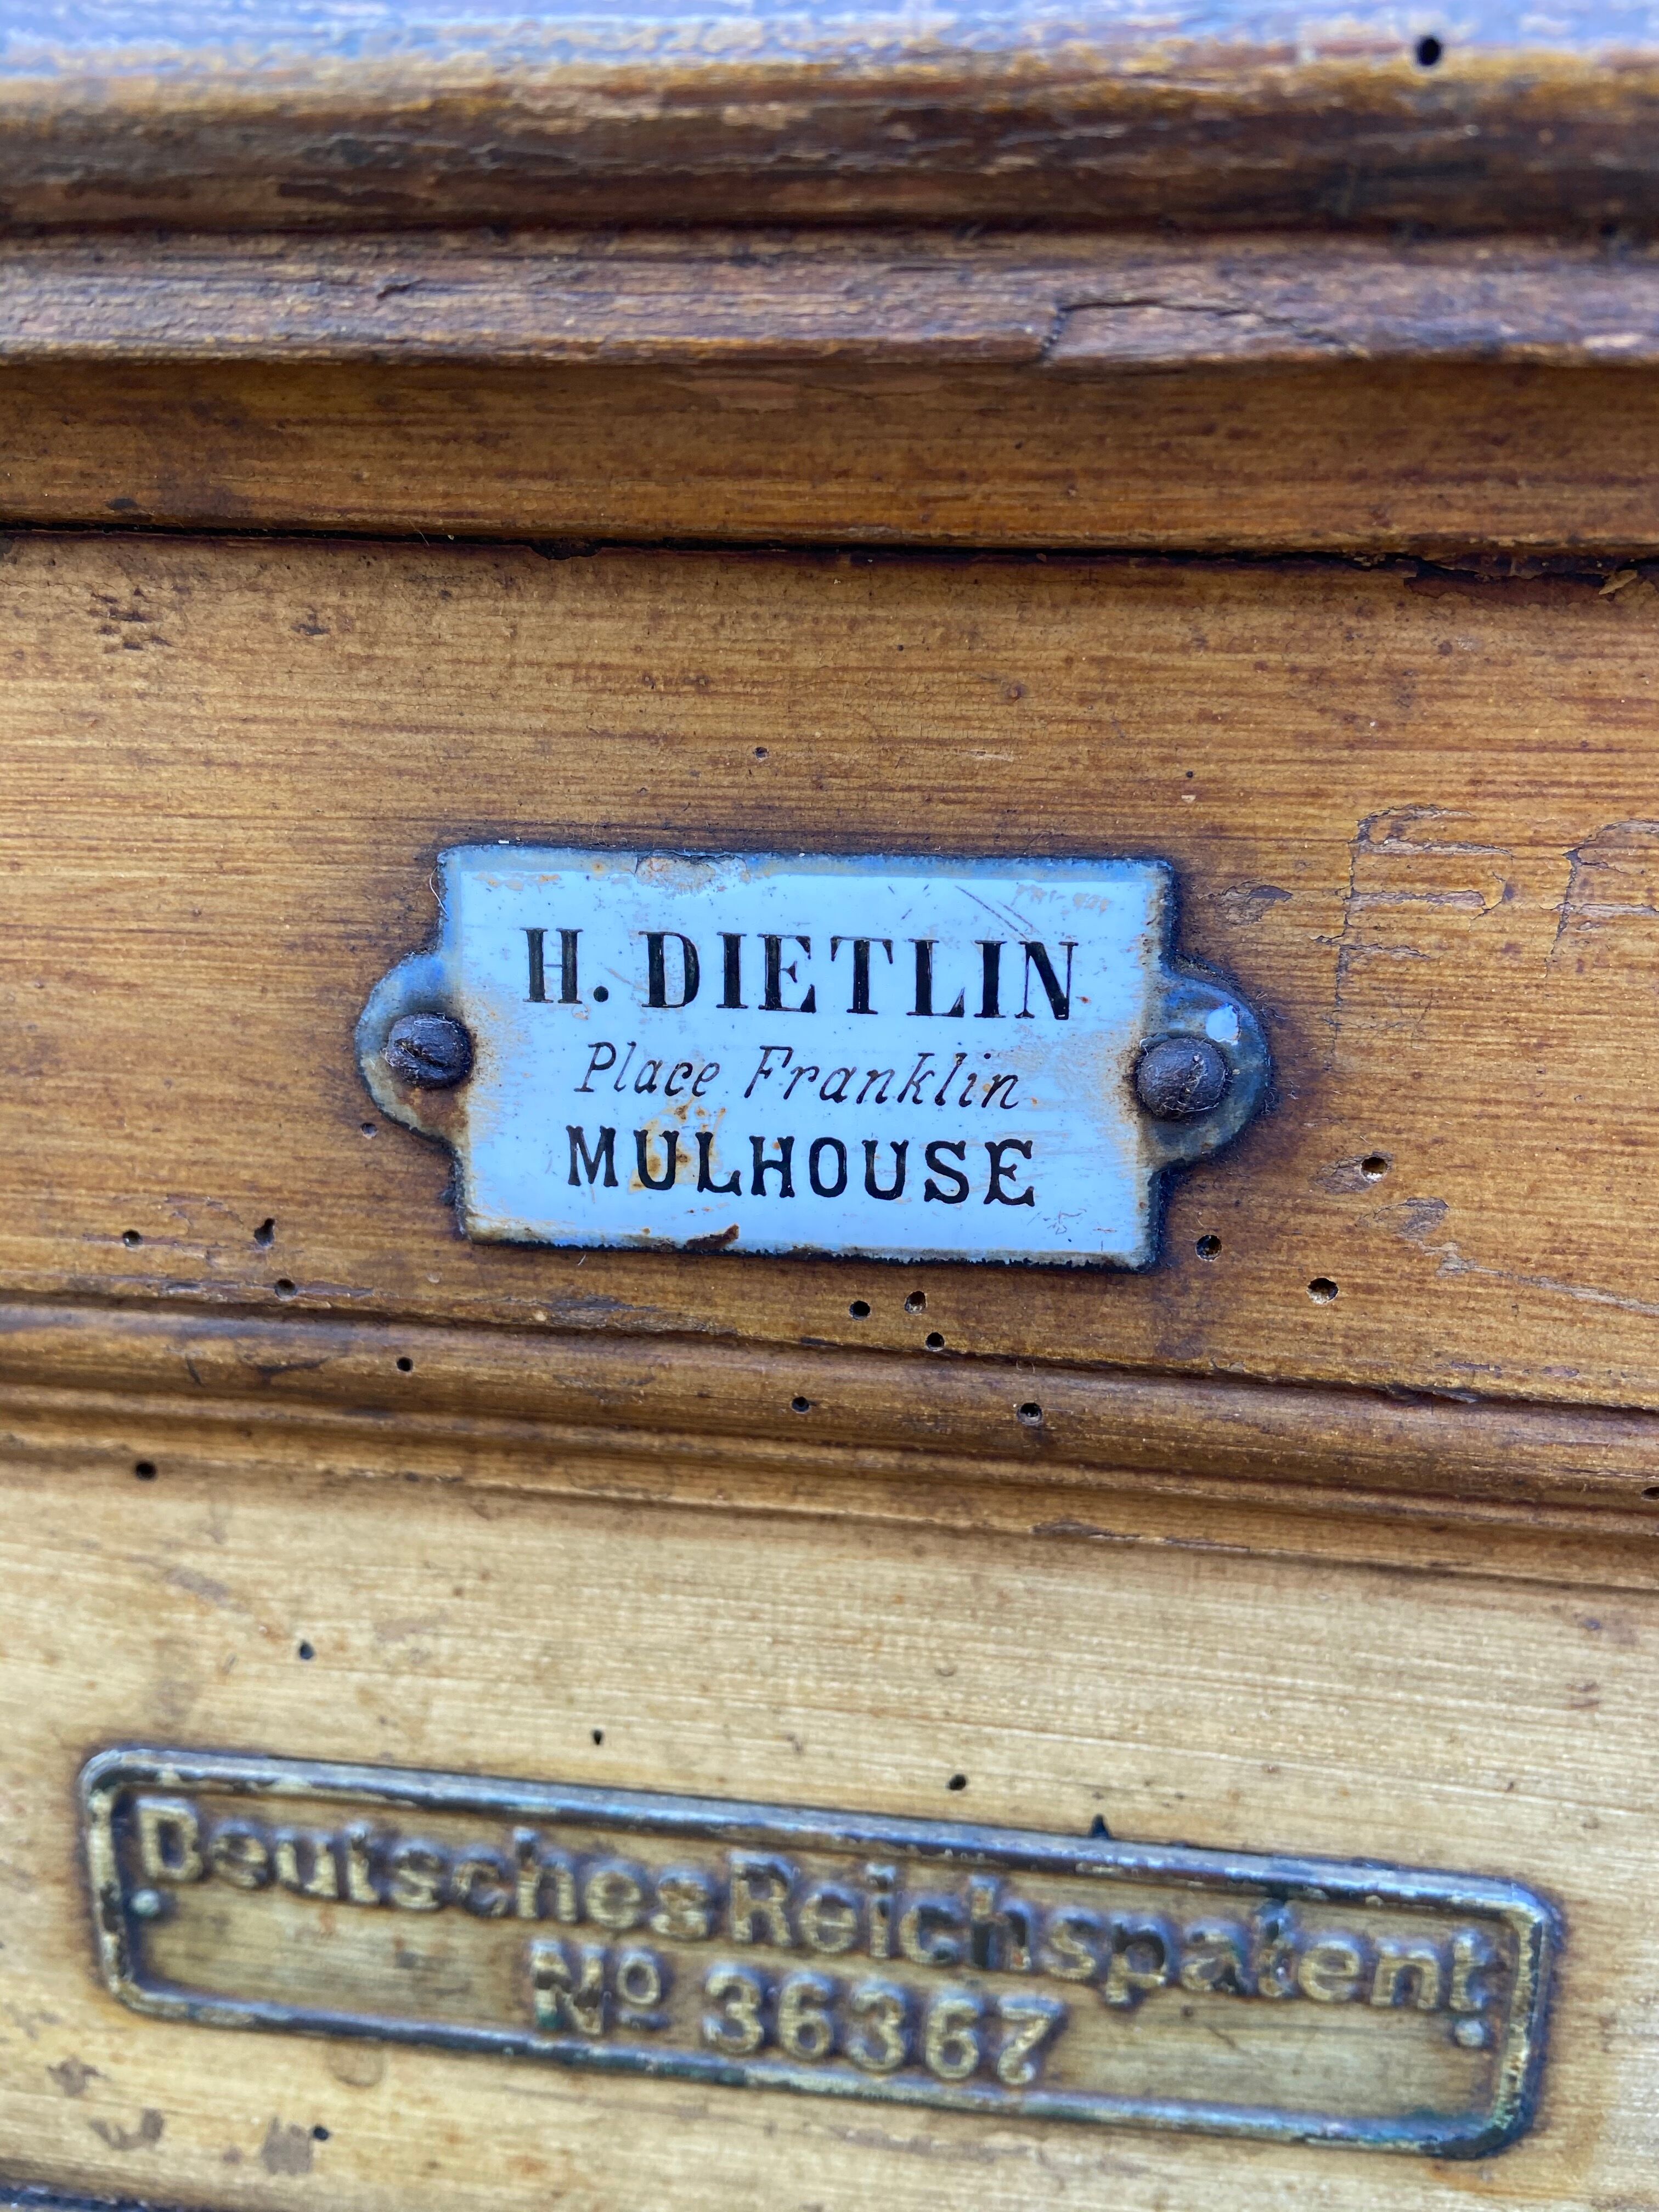 H. DIETLIN
Place Franklin
MULHOUSE
Deutsches Reichspatent
Nº 36367